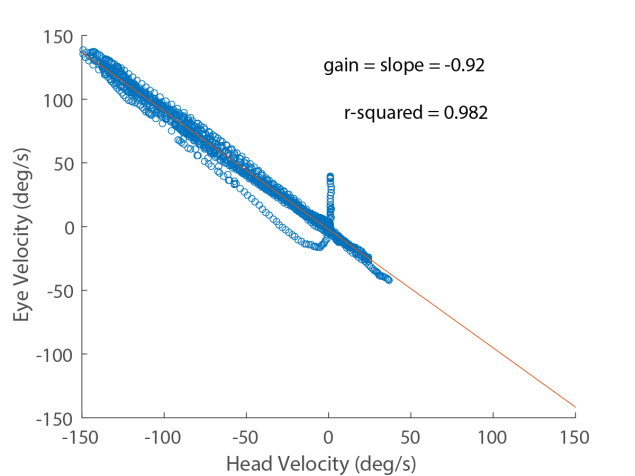 150
gain = slope = -0.92
100
r-squared = 0.982
50
0
-50
-100
-150
-150 -100 -50 0 50 100 150
Eye Velocity (deg/s)
Head Velocity (deg/s)